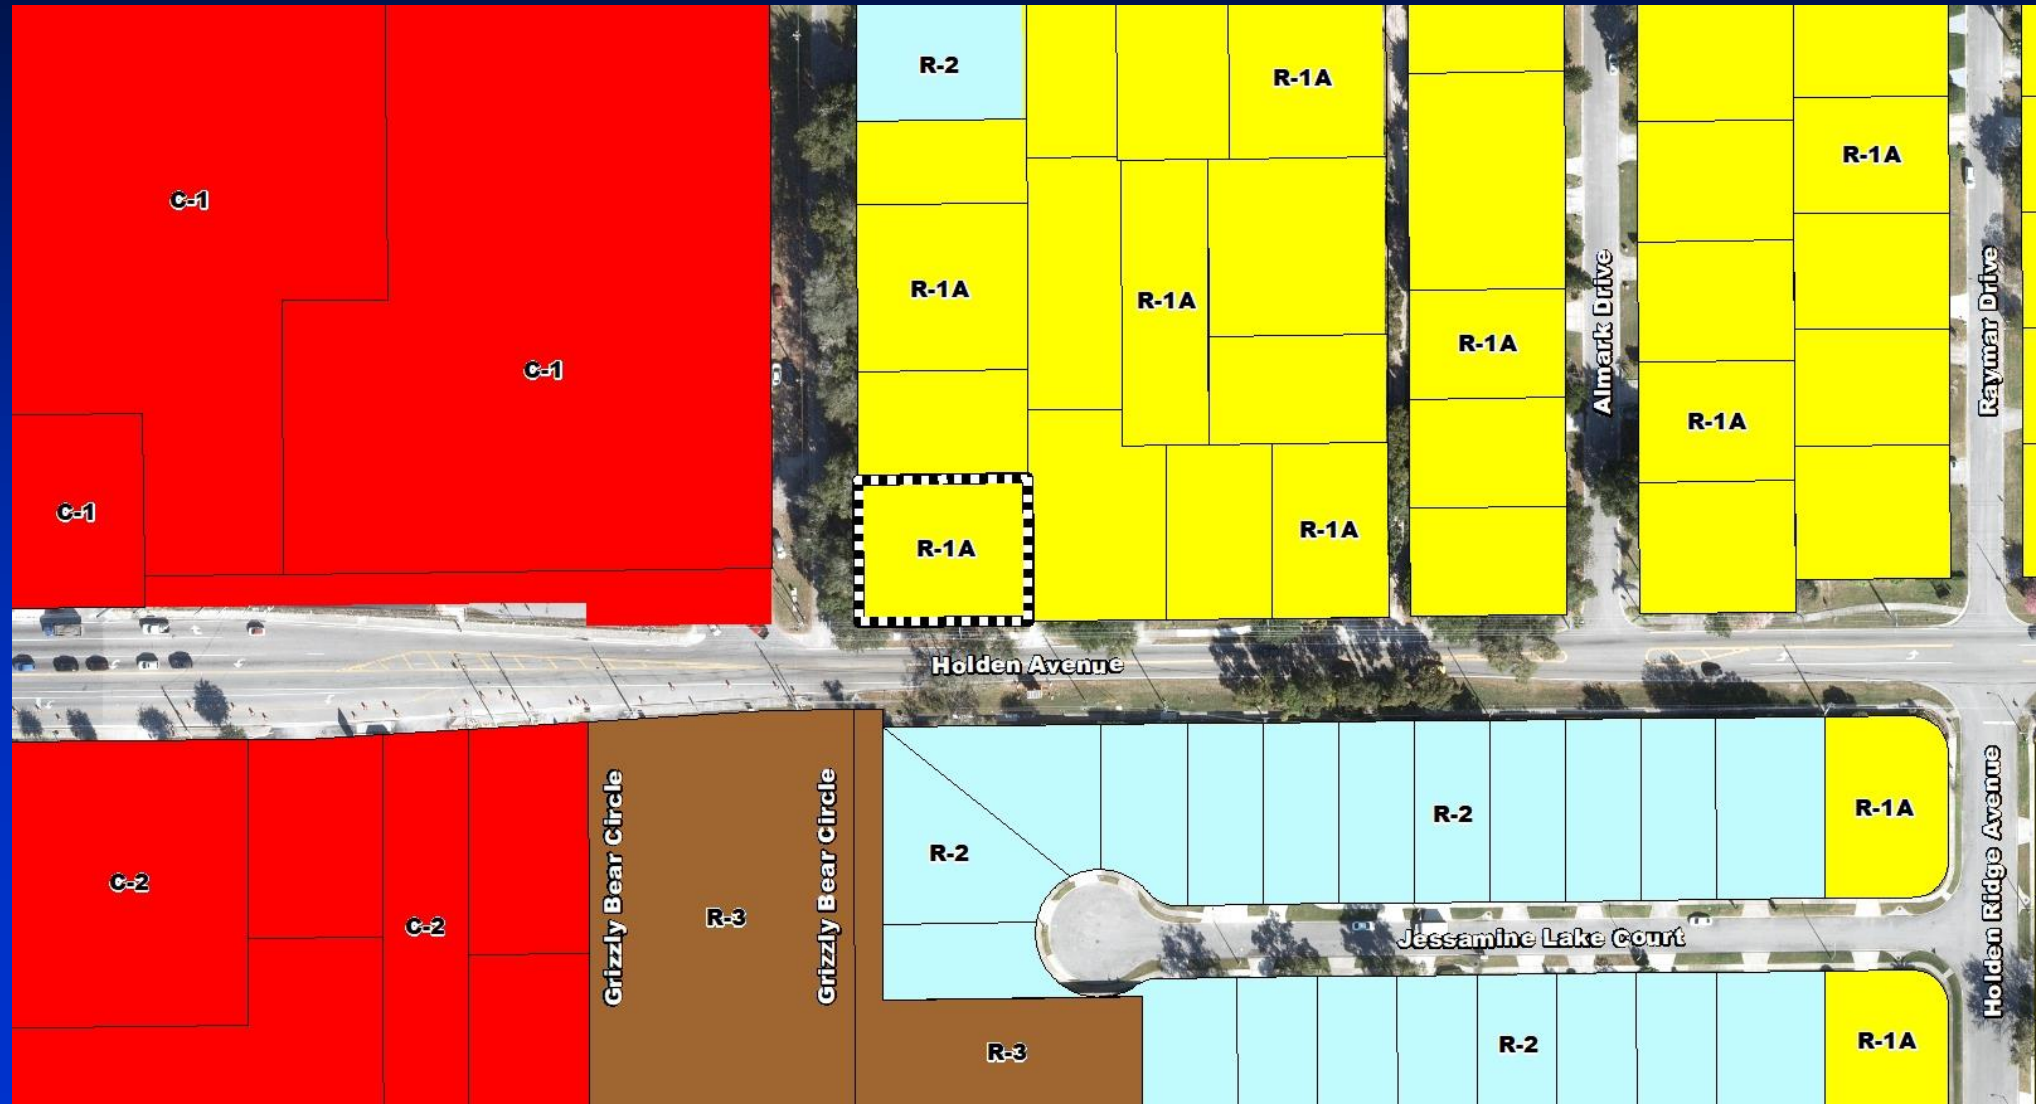 R-2
R-1A
R-1A
C-1
R-1A
R-1A
R-1A
C-1
C-1
R-1A
R-1A
R-1A
R-1A
Almark Drive
Raymar Drive
Holden Avenue
Grizzly Bear Circle
Grizzly Bear Circle
R-2
R-2
R-1A
C-2
C-2
R-3
Jessamine Lake Court
Holden Ridge Avenue
R-3
R-2
R-1A